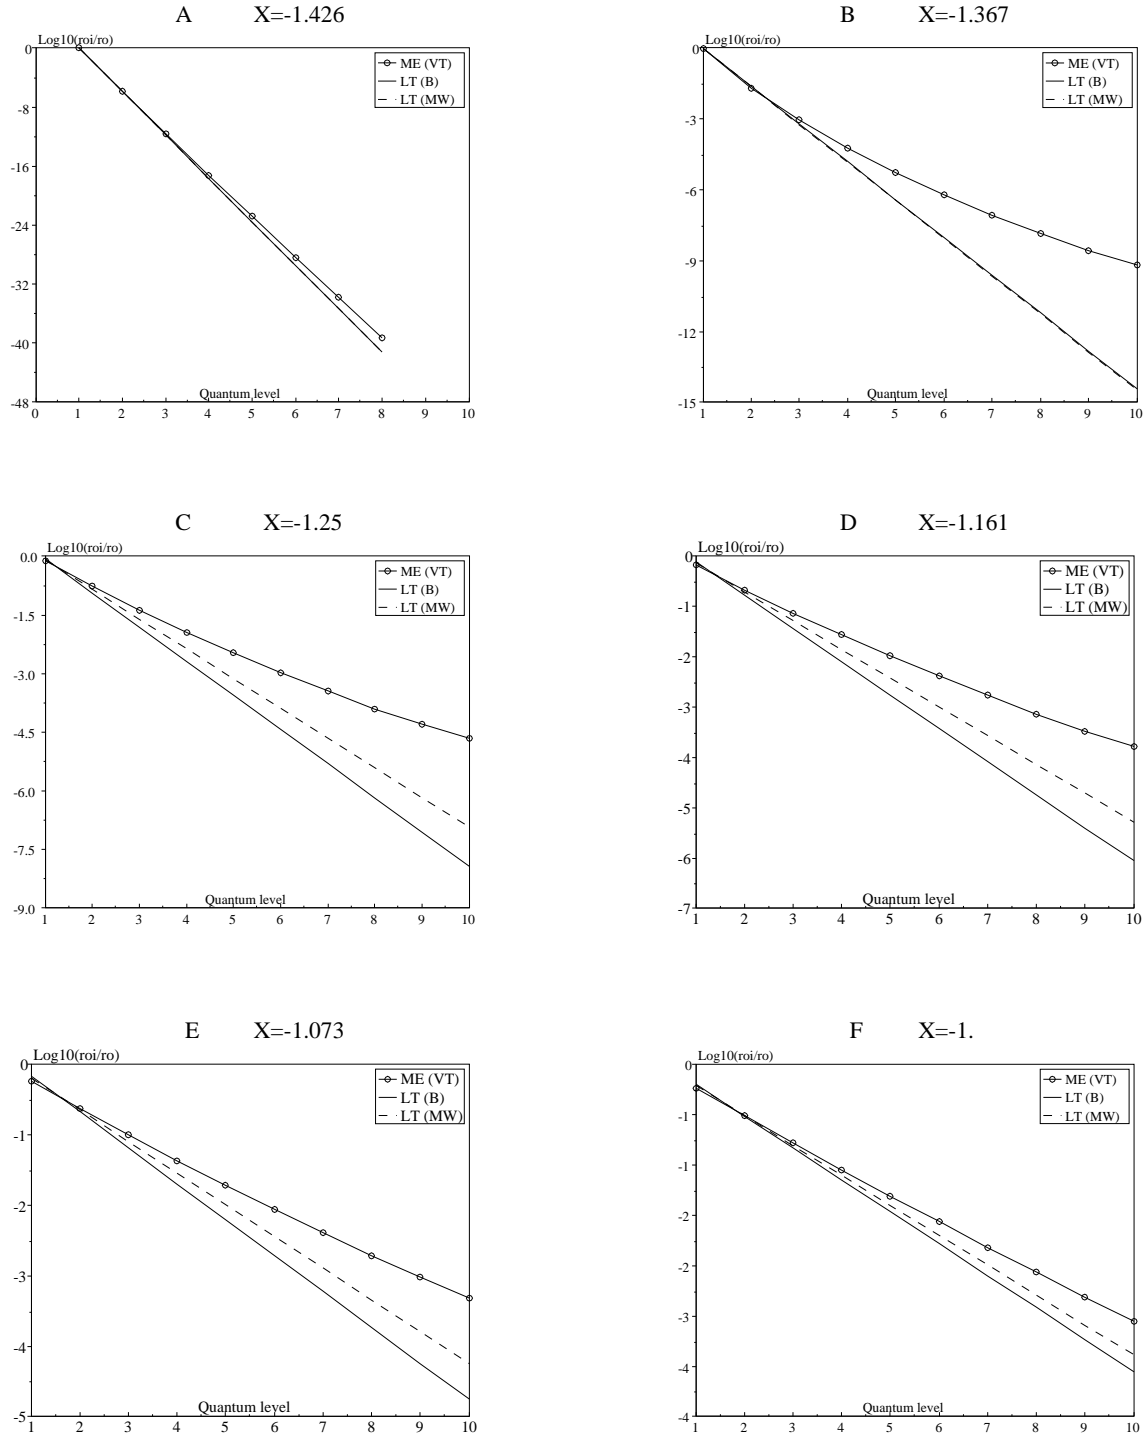 A X=-1.426
Log10(roi/ro)
ME (VT)
LT (B)
LT (MW)
0
-8
-16
-24
-32
-40
-48
Quantum level
0 1 2 3 4 5 6 7 8 9 10
B X=-1.367
Log10(roi/ro)
ME (VT)
LT (B)
LT (MW)
0
-3
-6
-9
-12
-15
Quantum level
1 2 3 4 5 6 7 8 9 10
C X=-1.25
Log10(roi/ro)
ME (VT)
LT (B)
LT (MW)
0.0
-1.5
-3.0
-4.5
-6.0
-7.5
-9.0
Quantum level
1 2 3 4 5 6 7 8 9 10
D X=-1.161
Log10(roi/ro)
ME (VT)
LT (B)
LT (MW)
0
-1
-2
-3
-4
-5
-6
-7
Quantum level
1 2 3 4 5 6 7 8 9 10
E X=-1.073
Log10(roi/ro)
ME (VT)
LT (B)
LT (MW)
0
-1
-2
-3
-4
-5
Quantum level
1 2 3 4 5 6 7 8 9 10
F X=-1.
Log10(roi/ro)
ME (VT)
LT (B)
LT (MW)
0
-1
-1
-2
-2
-3
-4
-4
Quantum level
1 2 3 4 5 6 7 8 9 10